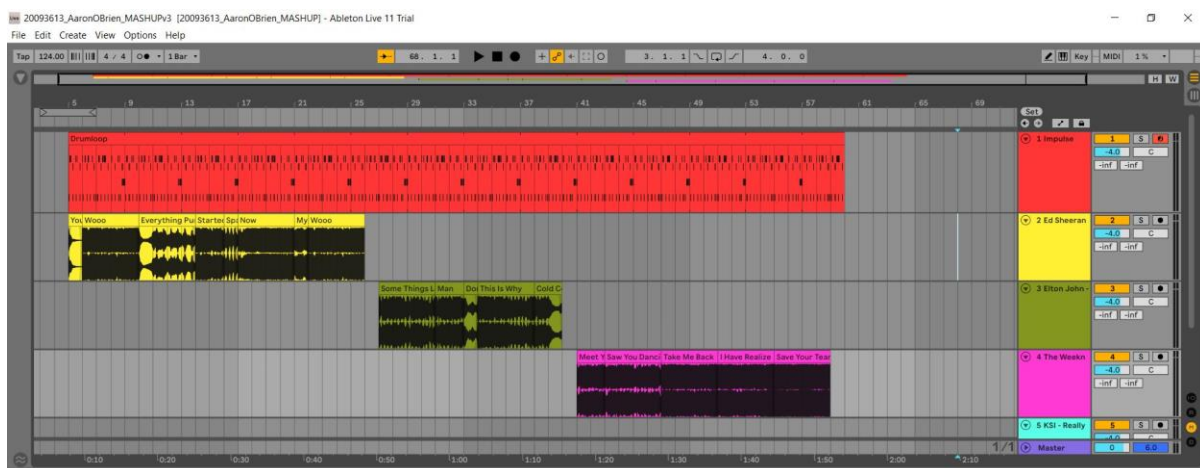 20093613_AaronOBrien_MASHUPv3 [20093613_AaronOBrien_MASHUP] - Ableton Live 11 Trial
File Edit Create View Options Help
Tap 124.00 4 / 4 1 Bar 68. 1. 1 3. 1. 1 4. 0. 0 Key MIDI 1 %
H W
5 9 13 17 21 25 29 33 37 41 45 49 53 57 61 65 69
Set
Drumloop 1 Impulse 1 S
-4.0 C
-inf -inf
You Wooo Everything Pu Started Spa Now My Wooo 2 Ed Sheeran 2 S
-4.0 C
-inf -inf
Some Things L Man Do This Is Why Cold C 3 Elton John - 3 S
-4.0 C
-inf -inf
Meet Y Saw You Danci Take Me Back I Have Realize Save Your Tear 4 The Weekn 4 S
-4.0 C
-inf -inf
5 KSI - Really 5 S
-4.0 C
1/1 Master 0 6.0
0:10 0:20 0:30 0:40 0:50 1:00 1:10 1:20 1:30 1:40 1:50 2:00 2:10